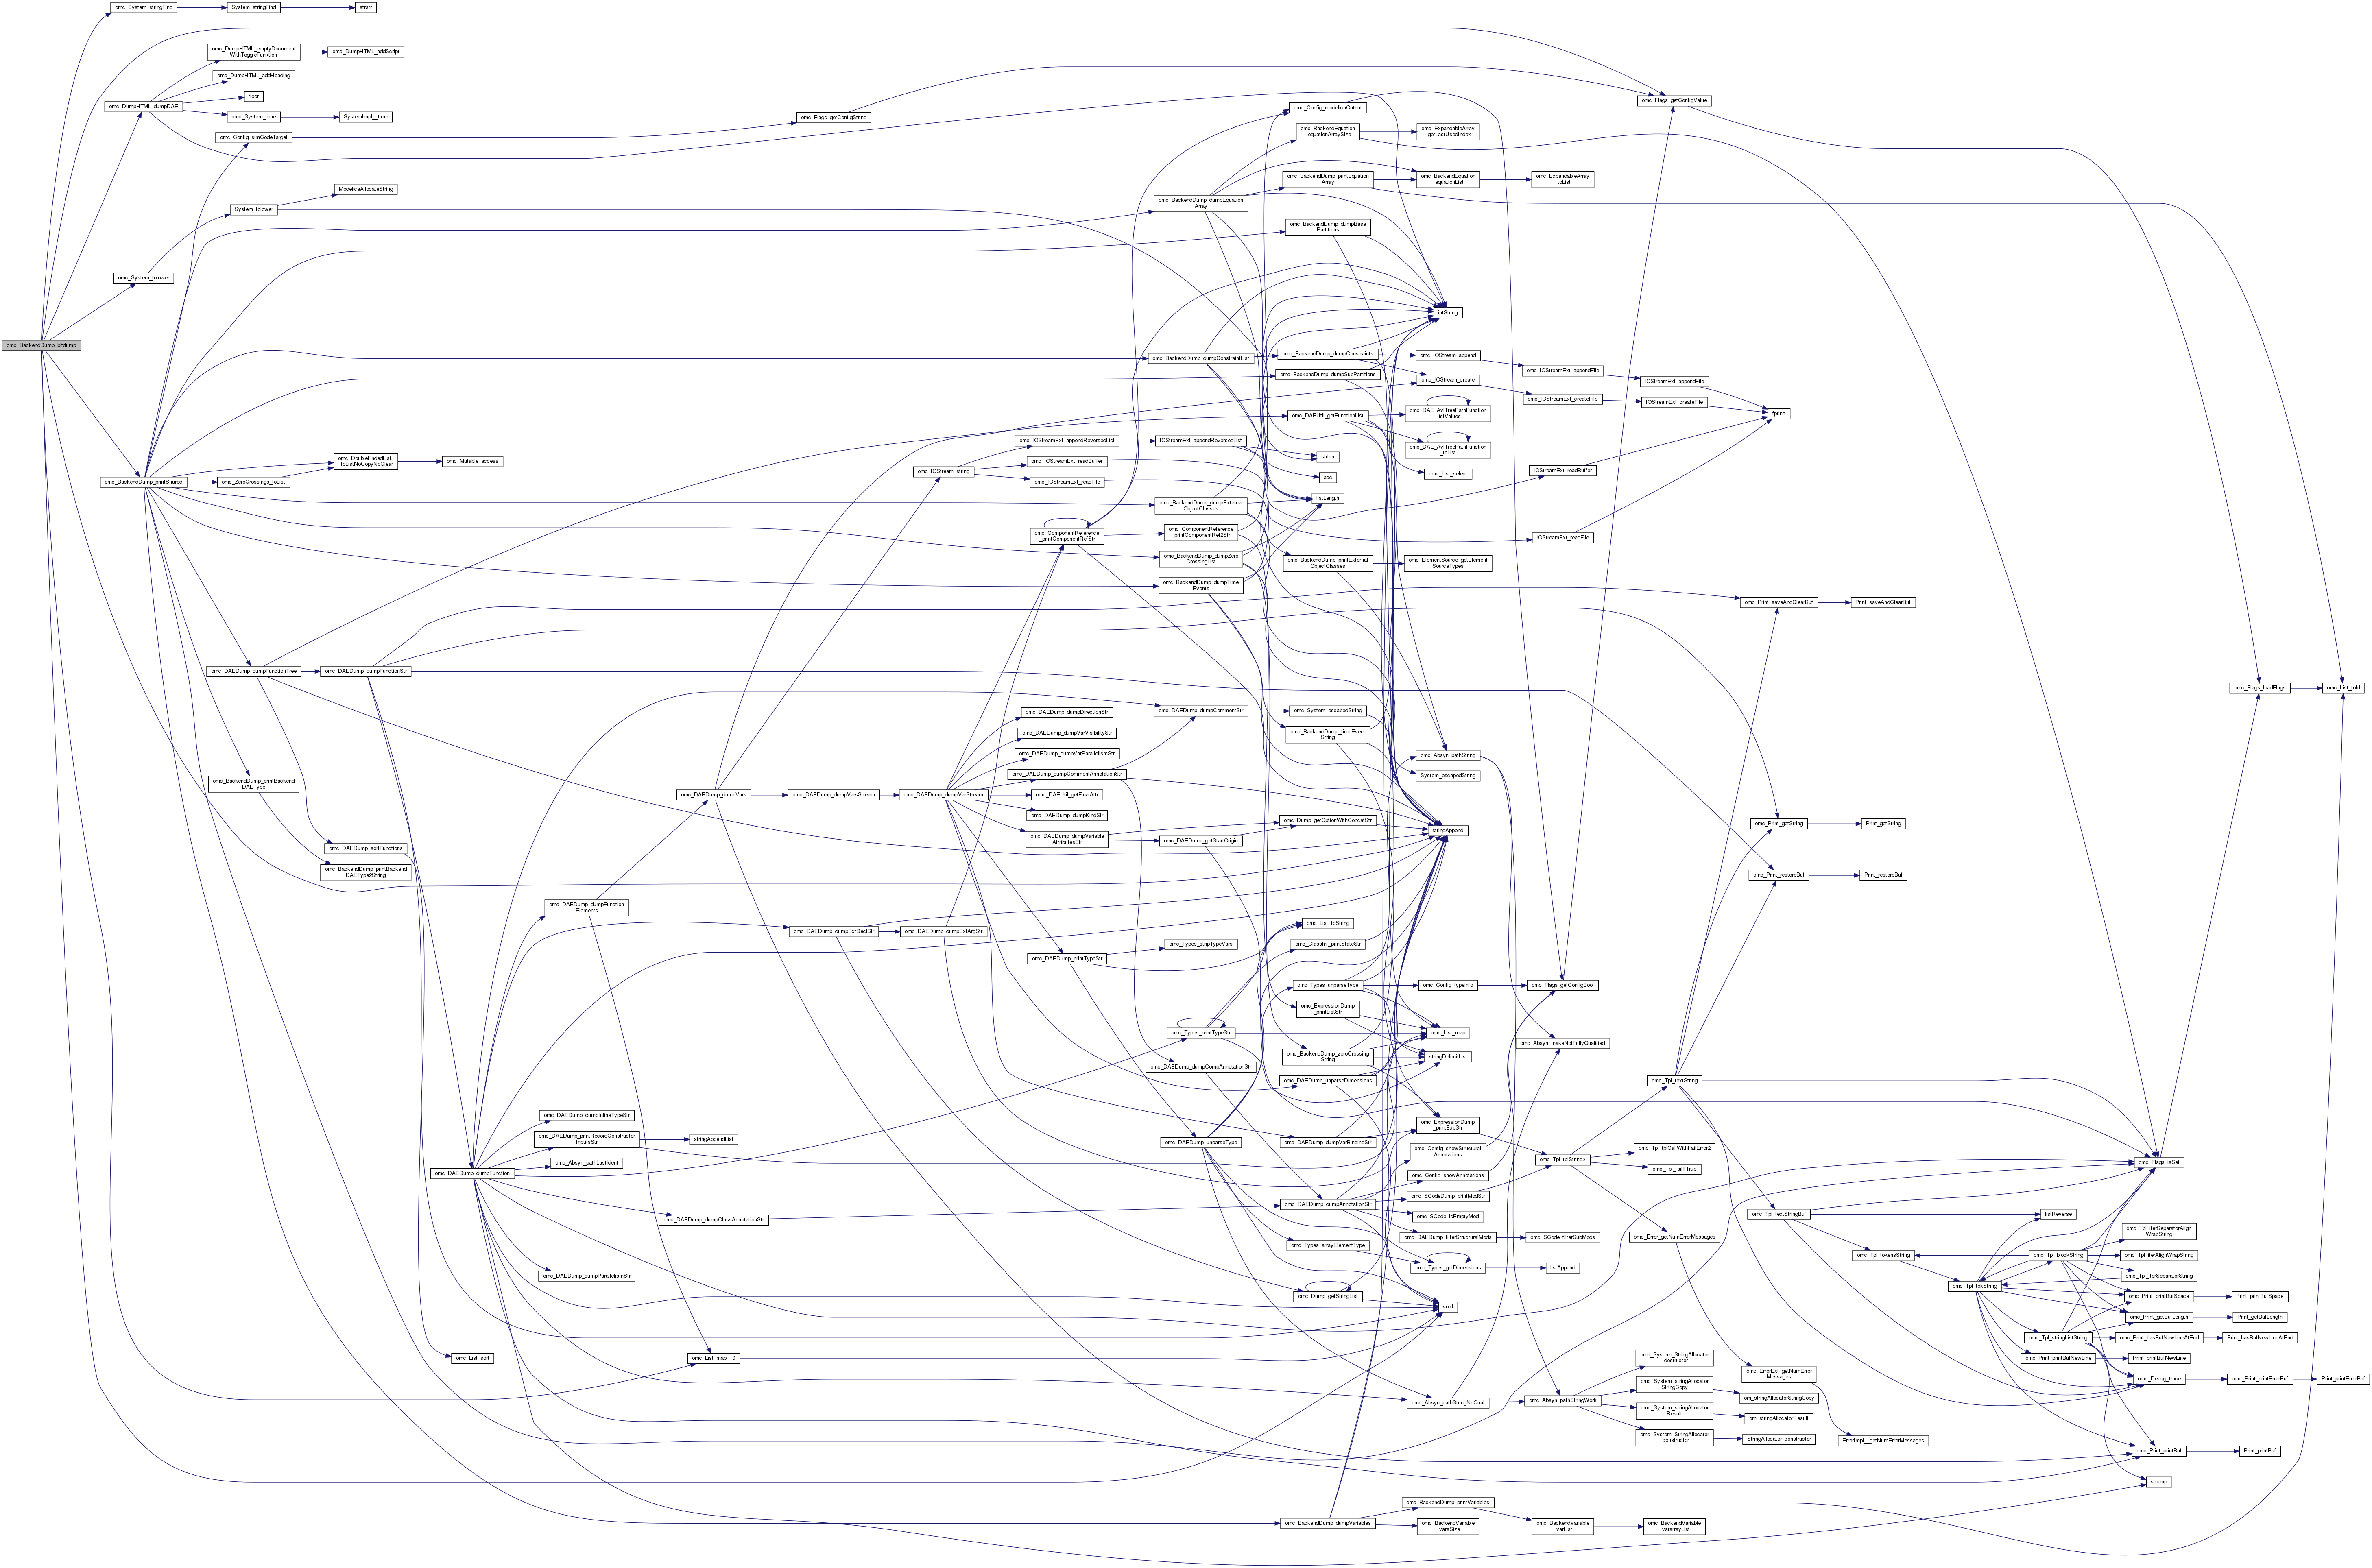 omc_BackendDump_bltdump
omc_System_stringFind
System_stringFind
strstr
omc_DumpHTML_emptyDocument
WithToggleFunktion
omc_DumpHTML_addScript
omc_DumpHTML_addHeading
omc_DumpHTML_dumpDAE
floor
omc_System_time
SystemImpl__time
omc_Config_simCodeTarget
omc_Flags_getConfigString
ModelicaAllocateString
System_tolower
omc_System_tolower
omc_BackendDump_printShared
omc_DoubleEndedList
_toListNoCopyNoClear
omc_Mutable_access
omc_ZeroCrossings_toList
omc_DAEDump_dumpFunctionTree
omc_DAEDump_dumpFunctionStr
omc_BackendDump_printBackend
DAEType
omc_DAEDump_sortFunctions
omc_BackendDump_printBackend
DAEType2String
omc_DAEDump_dumpFunction
omc_List_sort
omc_DAEDump_dumpFunction
Elements
omc_DAEDump_dumpInlineTypeStr
omc_DAEDump_printRecordConstructor
InputsStr
stringAppendList
omc_Absyn_pathLastIdent
omc_DAEDump_dumpClassAnnotationStr
omc_DAEDump_dumpParallelismStr
omc_List_map__0
omc_DAEDump_dumpVars
omc_DAEDump_dumpVarsStream
omc_DAEDump_dumpExtDeclStr
omc_DAEDump_dumpExtArgStr
omc_DAEDump_dumpVarStream
omc_IOStream_string
omc_IOStreamExt_appendReversedList
omc_IOStreamExt_readBuffer
omc_IOStreamExt_readFile
IOStreamExt_appendReversedList
omc_ComponentReference
_printComponentRefStr
omc_ComponentReference
_printComponentRef2Str
omc_DAEDump_dumpDirectionStr
omc_DAEDump_dumpVarVisibilityStr
omc_DAEDump_dumpVarParallelismStr
omc_DAEDump_dumpCommentAnnotationStr
omc_DAEUtil_getFinalAttr
omc_DAEDump_dumpKindStr
omc_DAEDump_dumpVariable
AttributesStr
omc_DAEDump_getStartOrigin
omc_DAEDump_printTypeStr
omc_Types_stripTypeVars
omc_DAEDump_dumpCommentStr
omc_Types_printTypeStr
omc_DAEDump_dumpCompAnnotationStr
omc_DAEDump_unparseType
omc_BackendDump_dumpEquation
Array
omc_BackendDump_dumpConstraintList
omc_BackendDump_dumpExternal
ObjectClasses
omc_BackendDump_dumpZero
CrossingList
omc_BackendDump_dumpTime
Events
omc_Config_modelicaOutput
omc_BackendEquation
_equationArraySize
omc_ExpandableArray
_getLastUsedIndex
omc_BackendDump_printEquation
Array
omc_BackendEquation
_equationList
omc_ExpandableArray
_toList
omc_BackendDump_dumpBase
Partitions
intString
omc_BackendDump_dumpConstraints
omc_BackendDump_dumpSubPartitions
omc_IOStream_append
omc_IOStream_create
omc_IOStreamExt_appendFile
IOStreamExt_appendFile
omc_IOStreamExt_createFile
IOStreamExt_createFile
fprintf
omc_DAEUtil_getFunctionList
omc_DAE_AvlTreePathFunction
_listValues
omc_DAE_AvlTreePathFunction
_toList
omc_List_select
strlen
acc
listLength
IOStreamExt_readBuffer
IOStreamExt_readFile
omc_BackendDump_printExternal
ObjectClasses
omc_ElementSource_getElement
SourceTypes
omc_System_escapedString
omc_BackendDump_timeEvent
String
omc_Absyn_pathString
System_escapedString
omc_Dump_getOptionWithConcatStr
stringAppend
omc_List_toString
omc_ClassInf_printStateStr
omc_Types_unparseType
omc_Config_typeinfo
omc_Flags_getConfigBool
omc_ExpressionDump
_printListStr
omc_List_map
omc_BackendDump_zeroCrossing
String
stringDelimitList
omc_DAEDump_unparseDimensions
omc_Absyn_makeNotFullyQualified
omc_DAEDump_dumpVarBindingStr
omc_ExpressionDump
_printExpStr
omc_Config_showStructural
Annotations
omc_Config_showAnnotations
omc_DAEDump_dumpAnnotationStr
omc_SCodeDump_printModStr
omc_SCode_isEmptyMod
omc_DAEDump_filterStructuralMods
omc_SCode_filterSubMods
omc_Types_arrayElementType
omc_Types_getDimensions
listAppend
omc_Dump_getStringList
void
omc_Absyn_pathStringNoQual
omc_Absyn_pathStringWork
omc_System_StringAllocator
_destructor
omc_System_stringAllocator
StringCopy
om_stringAllocatorStringCopy
omc_System_stringAllocator
Result
om_stringAllocatorResult
omc_System_StringAllocator
_constructor
StringAllocator_constructor
omc_BackendDump_dumpVariables
omc_BackendDump_printVariables
omc_BackendVariable
_varsSize
omc_BackendVariable
_varList
omc_BackendVariable
_vararrayList
omc_Flags_getConfigValue
omc_Print_saveAndClearBuf
Print_saveAndClearBuf
omc_Print_getString
Print_getString
omc_Print_restoreBuf
Print_restoreBuf
omc_Tpl_textString
omc_Tpl_tplString2
omc_Tpl_tplCallWithFailError2
omc_Tpl_failIfTrue
omc_Error_getNumErrorMessages
omc_ErrorExt_getNumError
Messages
ErrorImpl__getNumErrorMessages
omc_Tpl_textStringBuf
omc_Tpl_tokensString
omc_Tpl_tokString
listReverse
omc_Tpl_blockString
omc_Tpl_iterSeparatorAlign
WrapString
omc_Tpl_iterAlignWrapString
omc_Tpl_iterSeparatorString
omc_Print_printBufSpace
Print_printBufSpace
omc_Print_getBufLength
Print_getBufLength
omc_Tpl_stringListString
omc_Print_hasBufNewLineAtEnd
Print_hasBufNewLineAtEnd
omc_Print_printBufNewLine
Print_printBufNewLine
omc_Debug_trace
omc_Print_printErrorBuf
Print_printErrorBuf
omc_Print_printBuf
Print_printBuf
strcmp
omc_Flags_isSet
omc_Flags_loadFlags
omc_List_fold